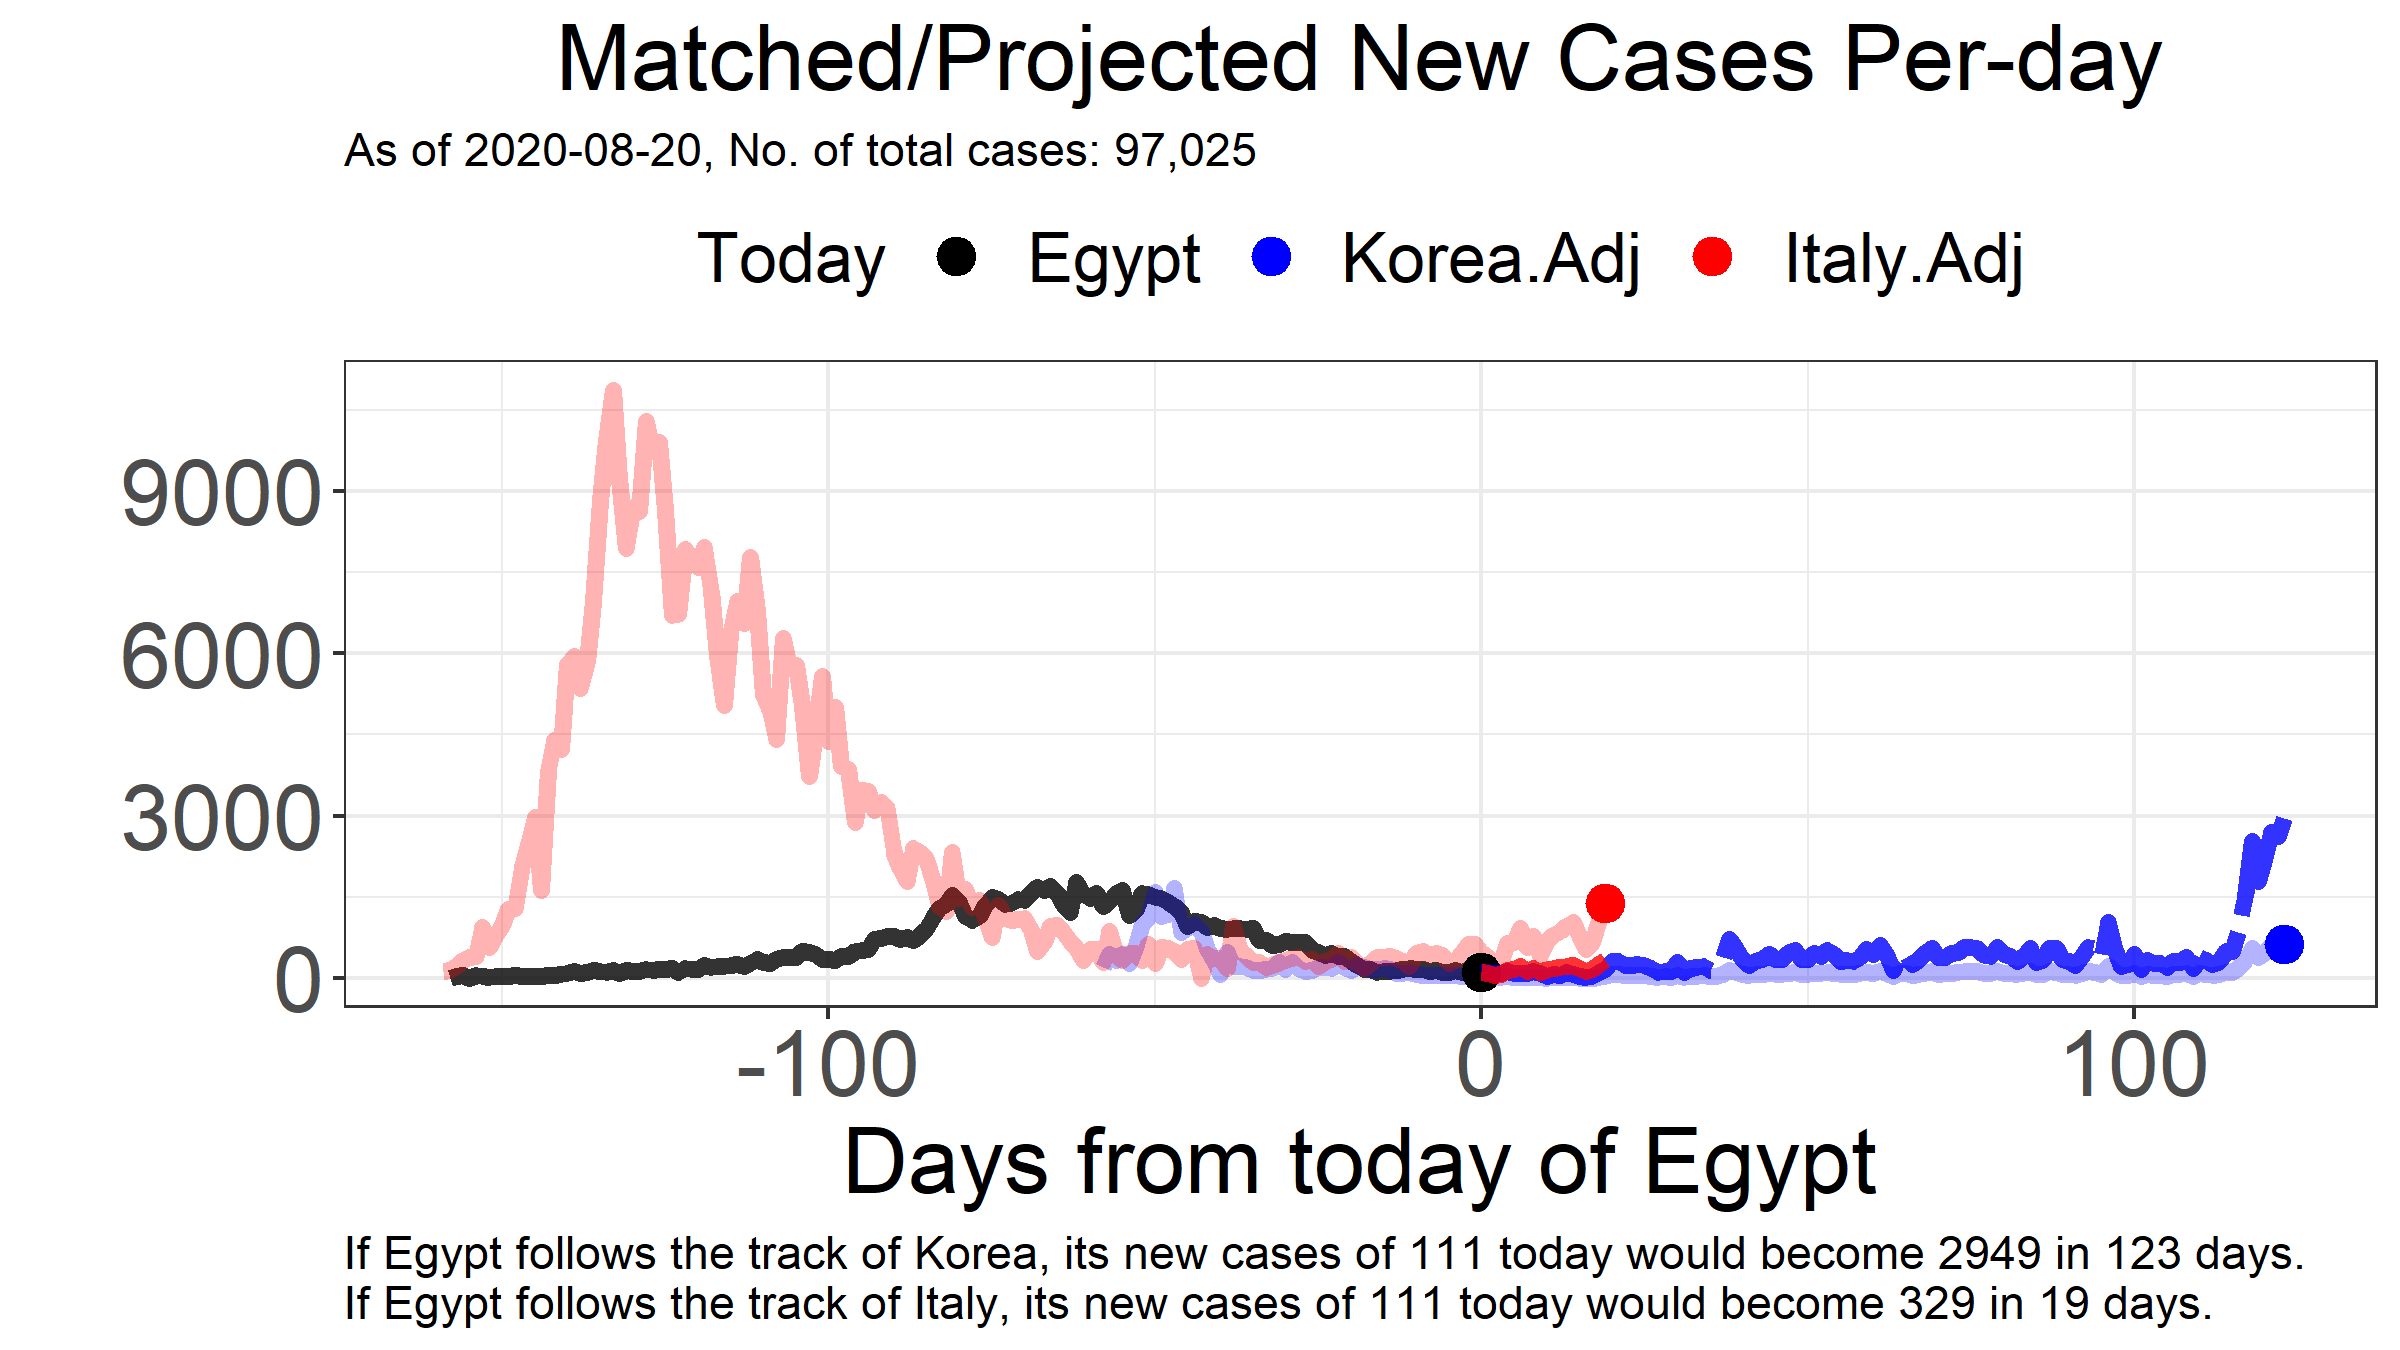 Matched/Projected New Cases Per-day
As of 2020-08-20, No. of total cases: 97,025
Today Egypt Korea.Adj Italy.Adj
9000
6000
3000
0
-100 0 100
Days from today of Egypt
If Egypt follows the track of Korea, its new cases of 111 today would become 2949 in 123 days.
If Egypt follows the track of Italy, its new cases of 111 today would become 329 in 19 days.